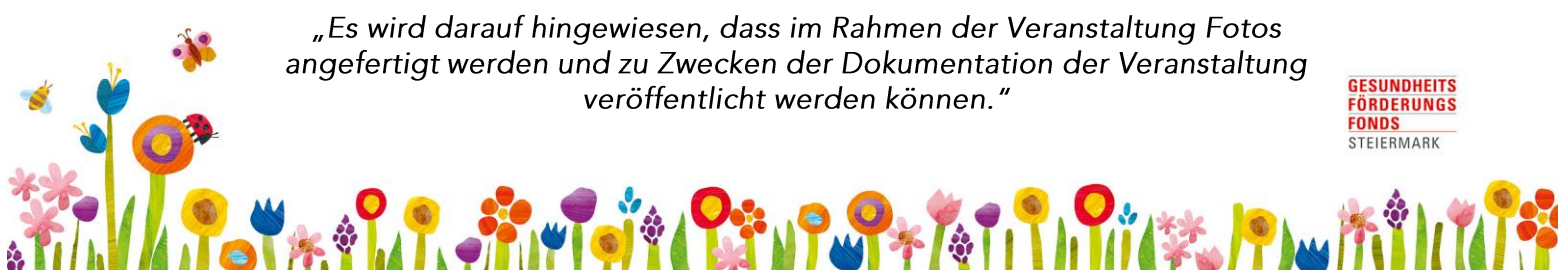 „Es wird darauf hingewiesen, dass im Rahmen der Veranstaltung Fotos
angefertigt werden und zu Zwecken der Dokumentation der Veranstaltung
veröffentlicht werden können.“
GESUNDHEITS
FÖRDERUNGS
FONDS
STEIERMARK